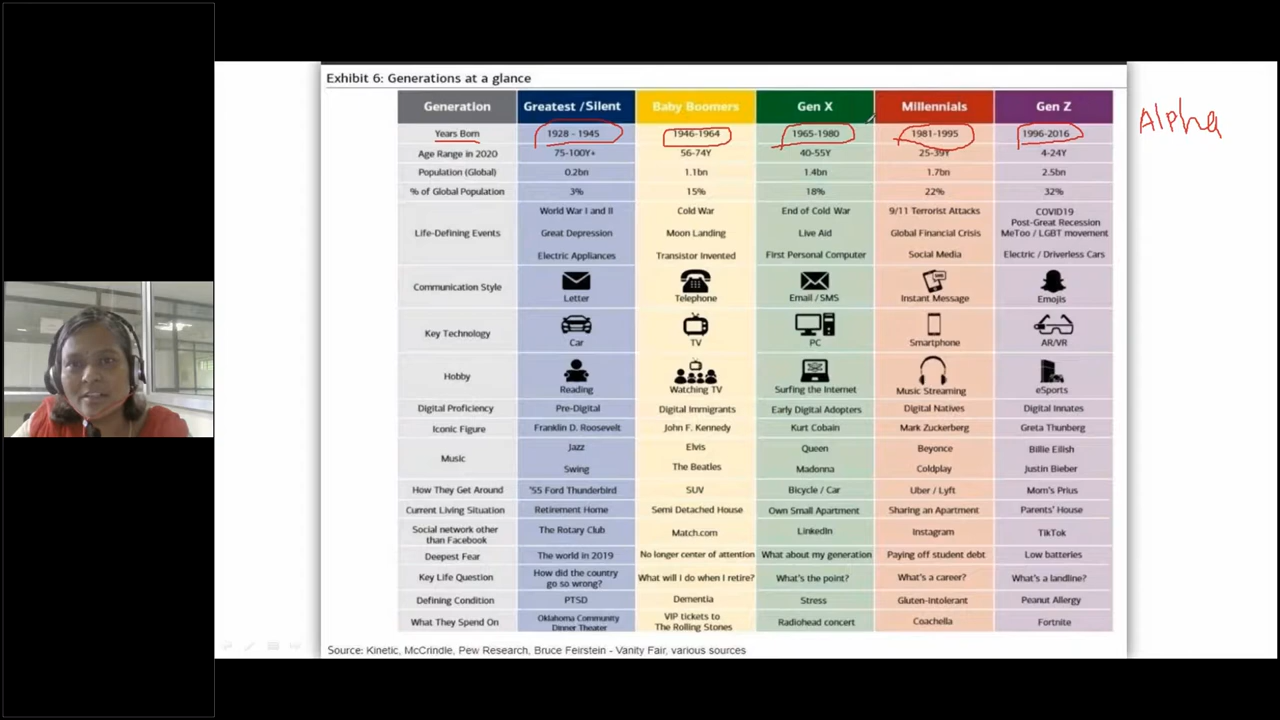 Exhibit 6: Generations at a glance
Generation Greatest / Silent Baby Boomers Gen X Millennials Gen Z
Alpha
Years Born 1928 - 1945 1946-1964 1965-1980 1981-1995 1996-2016
Age Range in 2020 75-100Y+ 56-74Y 40-55Y 25-39Y 4-24Y
Population (Global) 0.2bn 1.1bn 1.4bn 1.7bn 2.5bn
% of Global Population 3% 15% 18% 22% 32%
Life-Defining Events
World War I and II
Great Depression
Electric Appliances
Cold War
Moon Landing
Transistor Invented
End of Cold War
Live Aid
First Personal Computer
9/11 Terrorist Attacks
Global Financial Crisis
Social Media
COVID19
Post-Great Recession
MeToo / LGBT movement
Electric / Driverless Cars
Communication Style Letter Telephone Email / SMS Instant Message Emojis
Key Technology Car TV PC Smartphone AR/VR
Hobby Reading Watching TV Surfing the Internet Music Streaming eSports
Digital Proficiency Pre-Digital Digital Immigrants Early Digital Adopters Digital Natives Digital Innates
Iconic Figure Franklin D. Roosevelt John F. Kennedy Kurt Cobain Mark Zuckerberg Greta Thunberg
Music
Jazz Elvis Queen Beyonce Billie Eilish
Swing The Beatles Madonna Coldplay Justin Bieber
How They Get Around '55 Ford Thunderbird SUV Bicycle / Car Uber / Lyft Mom's Prius
Current Living Situation Retirement Home Semi Detached House Own Small Apartment Sharing an Apartment Parents' House
Social network other
than Facebook
The Rotary Club Match.com LinkedIn Instagram TikTok
Deepest Fear The world in 2019 No longer center of attention What about my generation Paying off student debt Low batteries
Key Life Question
How did the country
go so wrong?
What will I do when I retire? What's the point? What's a career? What's a landline?
Defining Condition PTSD Dementia Stress Gluten-Intolerant Peanut Allergy
What They Spend On
Oklahoma Community
Dinner Theater
VIP tickets to
The Rolling Stones
Radiohead concert Coachella Fortnite
Source: Kinetic, McCrindle, Pew Research, Bruce Feirstein - Vanity Fair, various sources